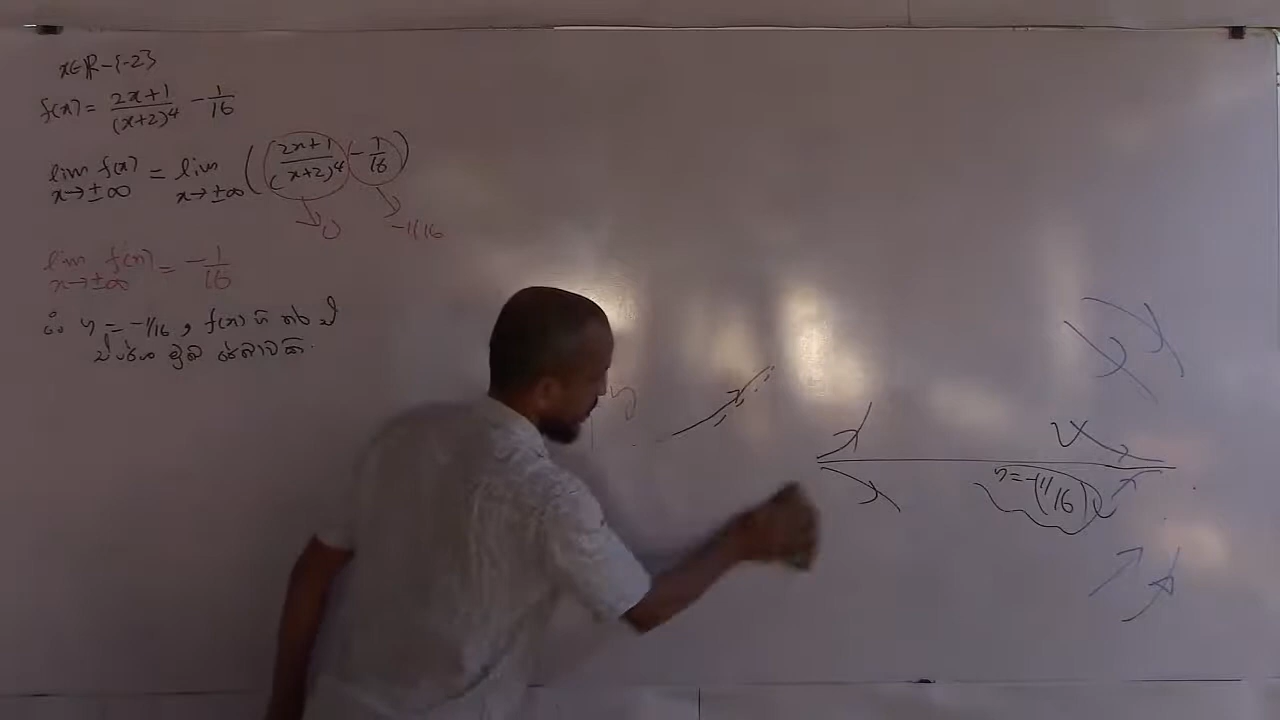 x∈ℝ-{-2}
f(x) = (2x+1)/(x+2)⁴ - 1/16
lim x→±∞ f(x) = lim x→±∞ ((2x+1)/(x+2)⁴ - 1/16)
0 -1/16
lim x→±∞ f(x) = -1/16
∴ y = -1/16 , f(x) හි
y
y = -(1/16)